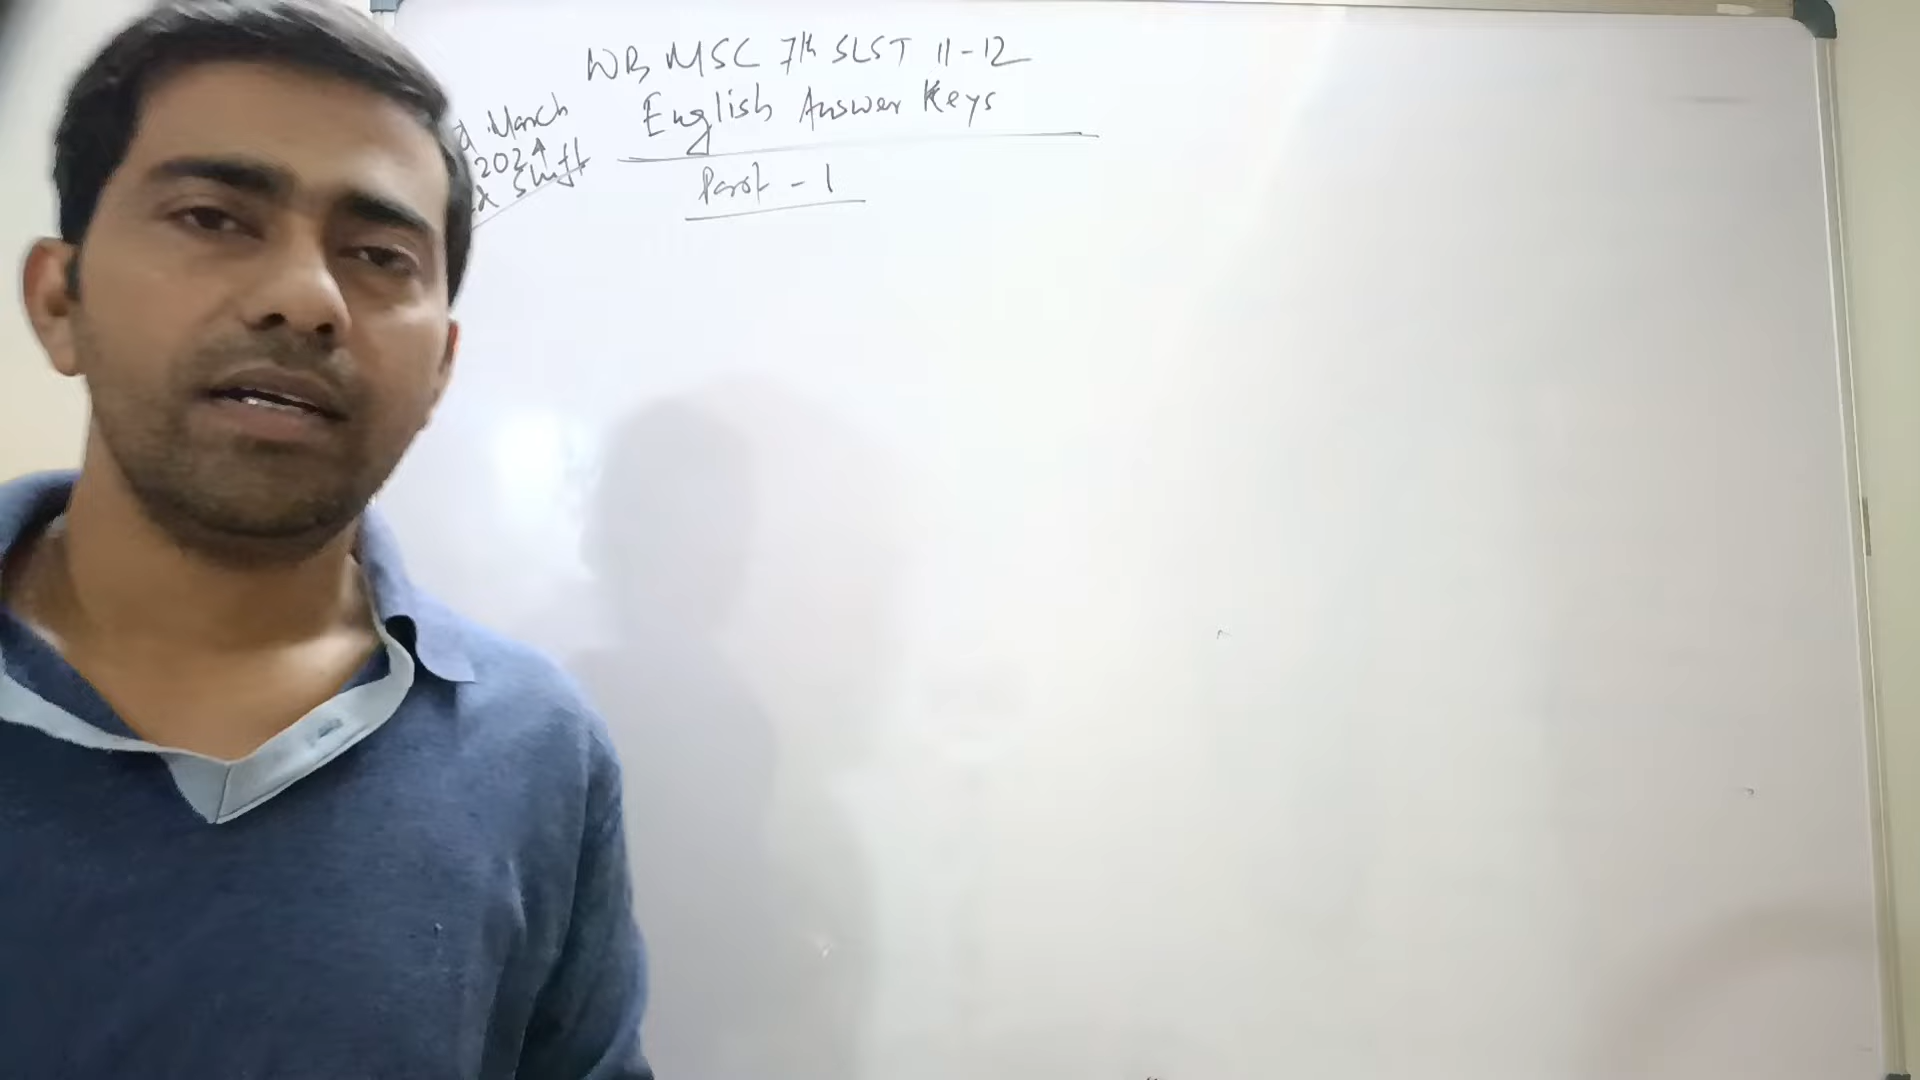 WB MSC 7th SLST 11-12
English Answer Keys
March
2024
Shift
Part - 1